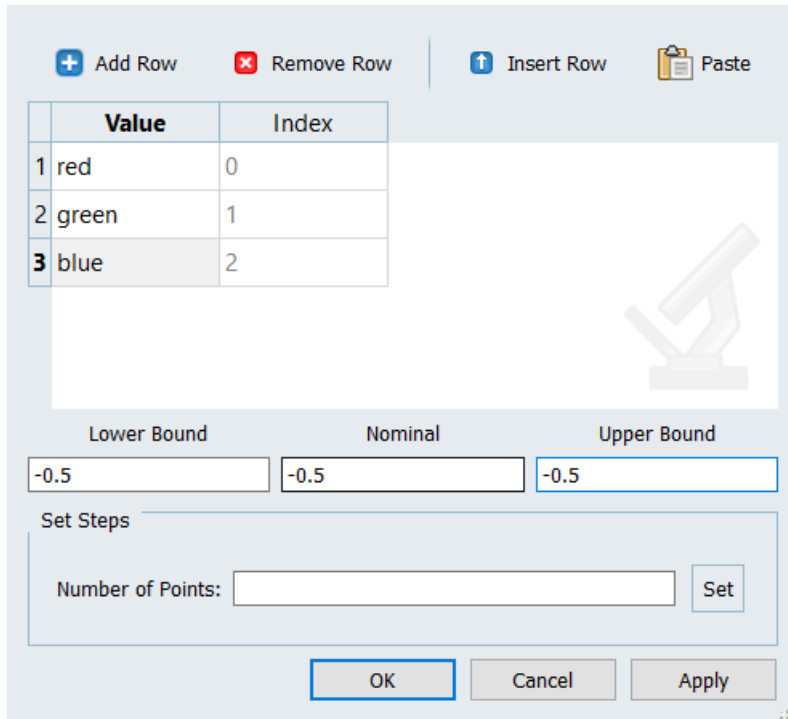 Add Row Remove Row Insert Row Paste
Value Index
1 red 0
2 green 1
3 blue 2
Lower Bound Nominal Upper Bound
-0.5 -0.5 -0.5
Set Steps
Number of Points: Set
OK Cancel Apply